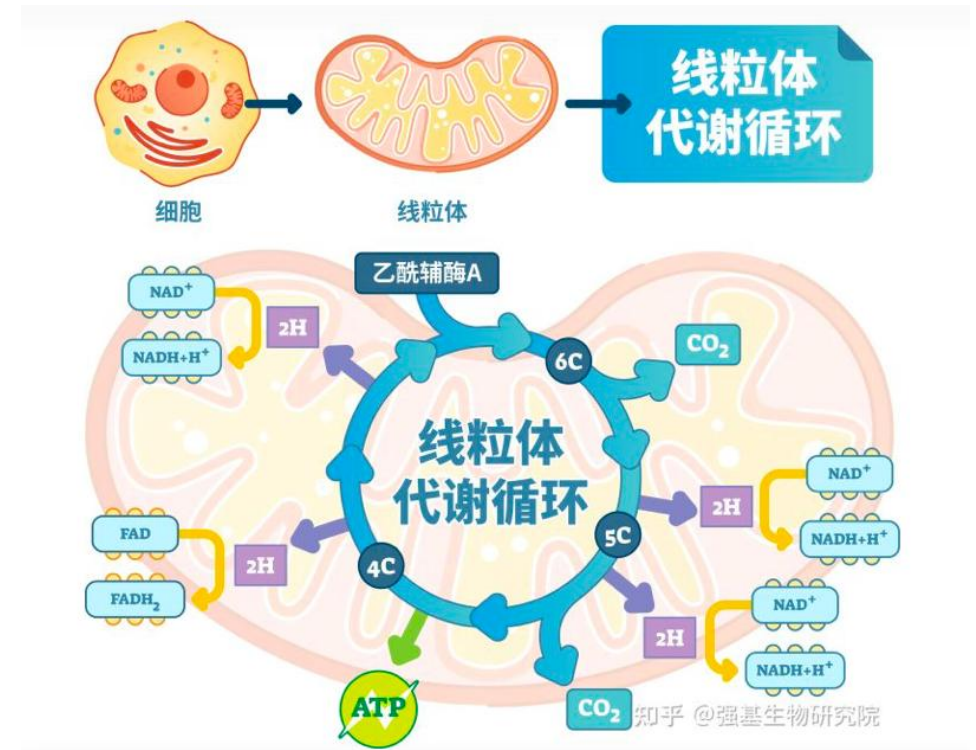 线粒体
代谢循环
细胞
线粒体
乙酰辅酶A
NAD⁺
2H
NADH+H⁺
6C
CO₂
线粒体
代谢循环
NAD⁺
2H
NADH+H⁺
5C
FAD
2H
FADH₂
4C
NAD⁺
2H
NADH+H⁺
ATP
CO₂
知乎 @强基生物研究院